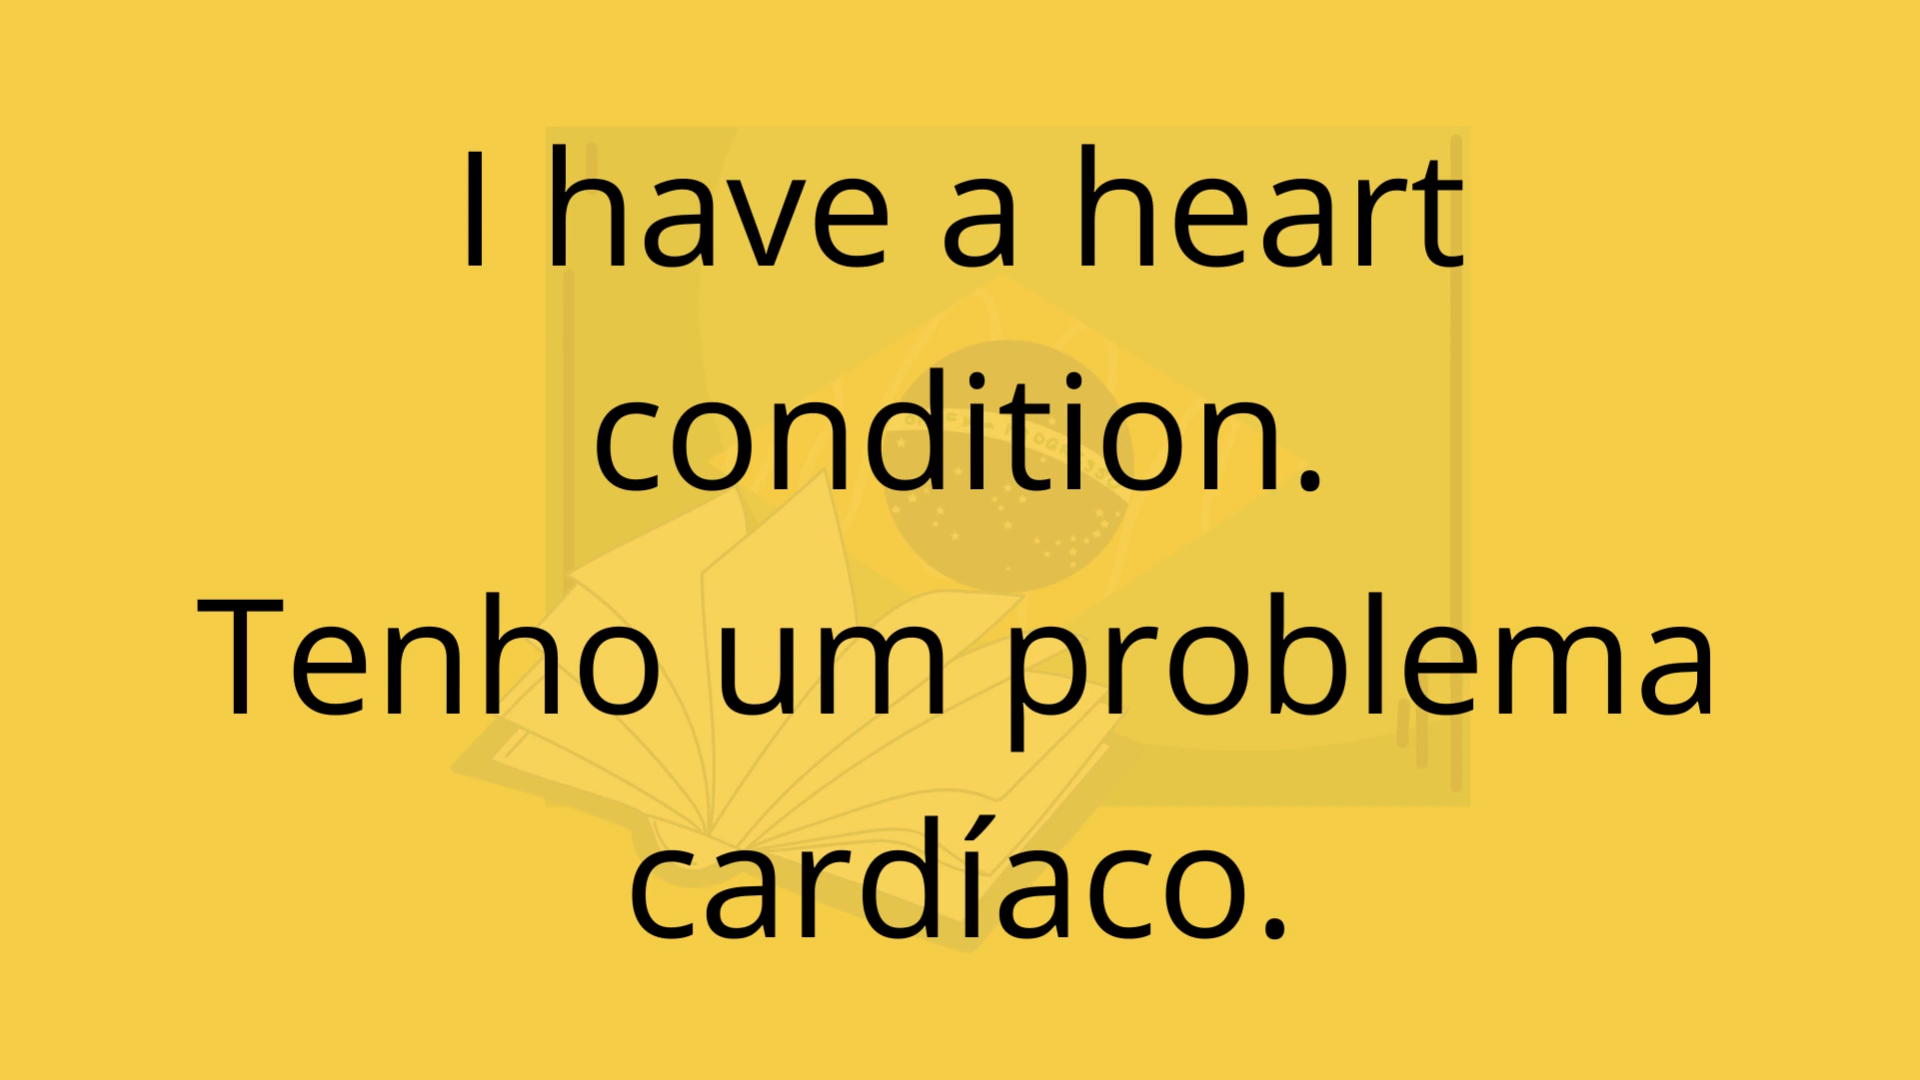 I have a heart
condition.
Tenho um problema
cardíaco.